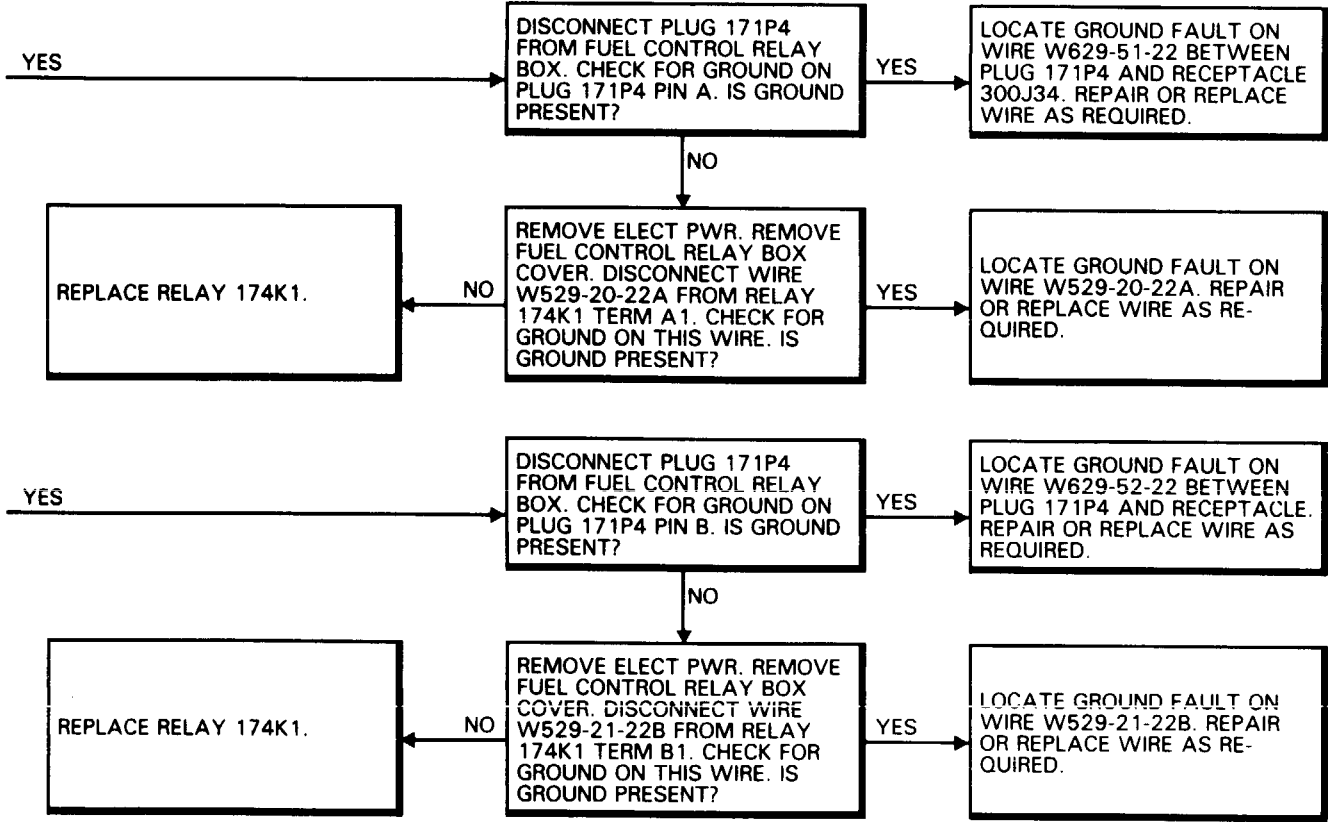 YES
DISCONNECT PLUG 171P4
FROM FUEL CONTROL RELAY
BOX. CHECK FOR GROUND ON
PLUG 171P4 PIN A. IS GROUND
PRESENT?
YES
LOCATE GROUND FAULT ON
WIRE W629-51-22 BETWEEN
PLUG 171P4 AND RECEPTACLE
300J34. REPAIR OR REPLACE
WIRE AS REQUIRED.
NO
REPLACE RELAY 174K1.
NO
REMOVE ELECT PWR. REMOVE
FUEL CONTROL RELAY BOX
COVER. DISCONNECT WIRE
W529-20-22A FROM RELAY
174K1 TERM A1. CHECK FOR
GROUND ON THIS WIRE. IS
GROUND PRESENT?
YES
LOCATE GROUND FAULT ON
WIRE W529-20-22A. REPAIR
OR REPLACE WIRE AS RE-
QUIRED.
YES
DISCONNECT PLUG 171P4
FROM FUEL CONTROL RELAY
BOX. CHECK FOR GROUND ON
PLUG 171P4 PIN B. IS GROUND
PRESENT?
YES
LOCATE GROUND FAULT ON
WIRE W629-52-22 BETWEEN
PLUG 171P4 AND RECEPTACLE.
REPAIR OR REPLACE WIRE AS
REQUIRED.
NO
REPLACE RELAY 174K1.
NO
REMOVE ELECT PWR. REMOVE
FUEL CONTROL RELAY BOX
COVER. DISCONNECT WIRE
W529-21-22B FROM RELAY
174K1 TERM B1. CHECK FOR
GROUND ON THIS WIRE. IS
GROUND PRESENT?
YES
LOCATE GROUND FAULT ON
WIRE W529-21-22B. REPAIR
OR REPLACE WIRE AS RE-
QUIRED.